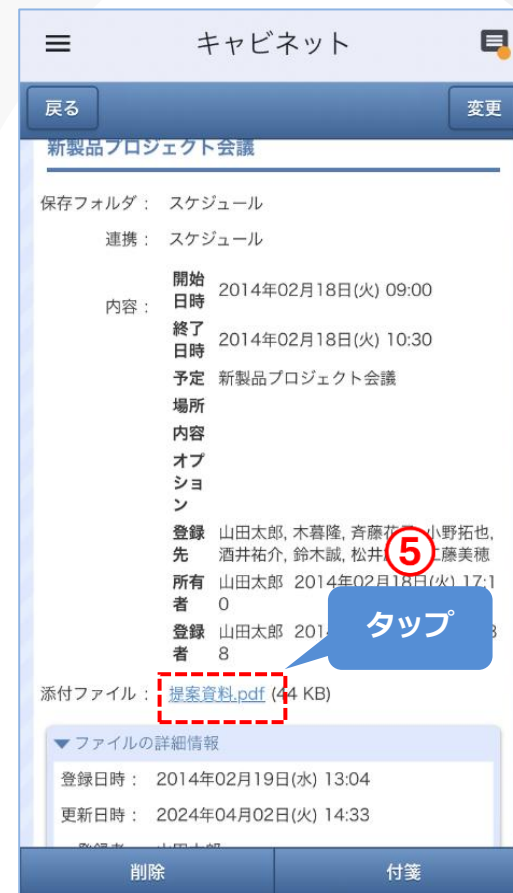 キャビネット
戻る 変更
新製品プロジェクト会議
保存フォルダ： スケジュール
連携： スケジュール
内容：
開始日時 2014年02月18日(火) 09:00
終了日時 2014年02月18日(火) 10:30
予定 新製品プロジェクト会議
場所
内容
オプション
登録先 山田太郎, 木暮隆, 斉藤 小野拓也,
酒井祐介, 鈴木誠, 松井 藤美穂
⑤
所有者 山田太郎 2014年02月18日(火) 17:1
0
タップ
登録者 山田太郎 201
8
添付ファイル： 提案資料.pdf (44 KB)
▼ファイルの詳細情報
登録日時： 2014年02月19日(水) 13:04
更新日時： 2024年04月02日(火) 14:33
削除 付箋